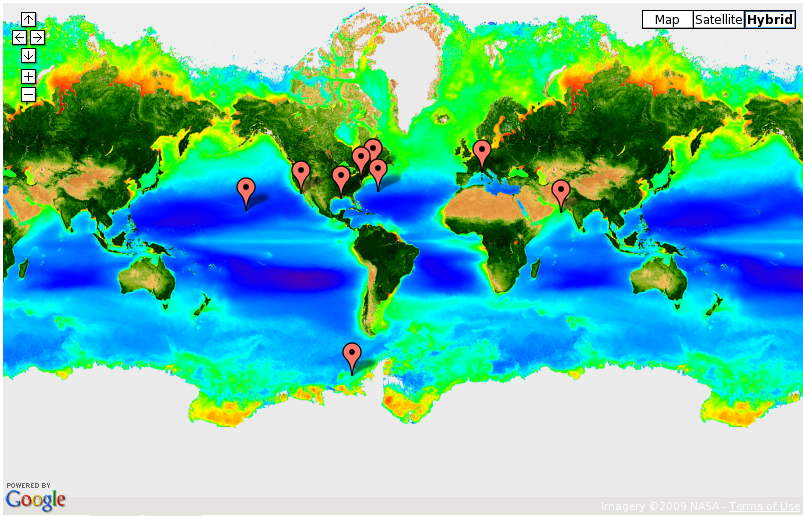 Map Satellite Hybrid
POWERED BY
Google
Imagery ©2009 NASA - Terms of Use